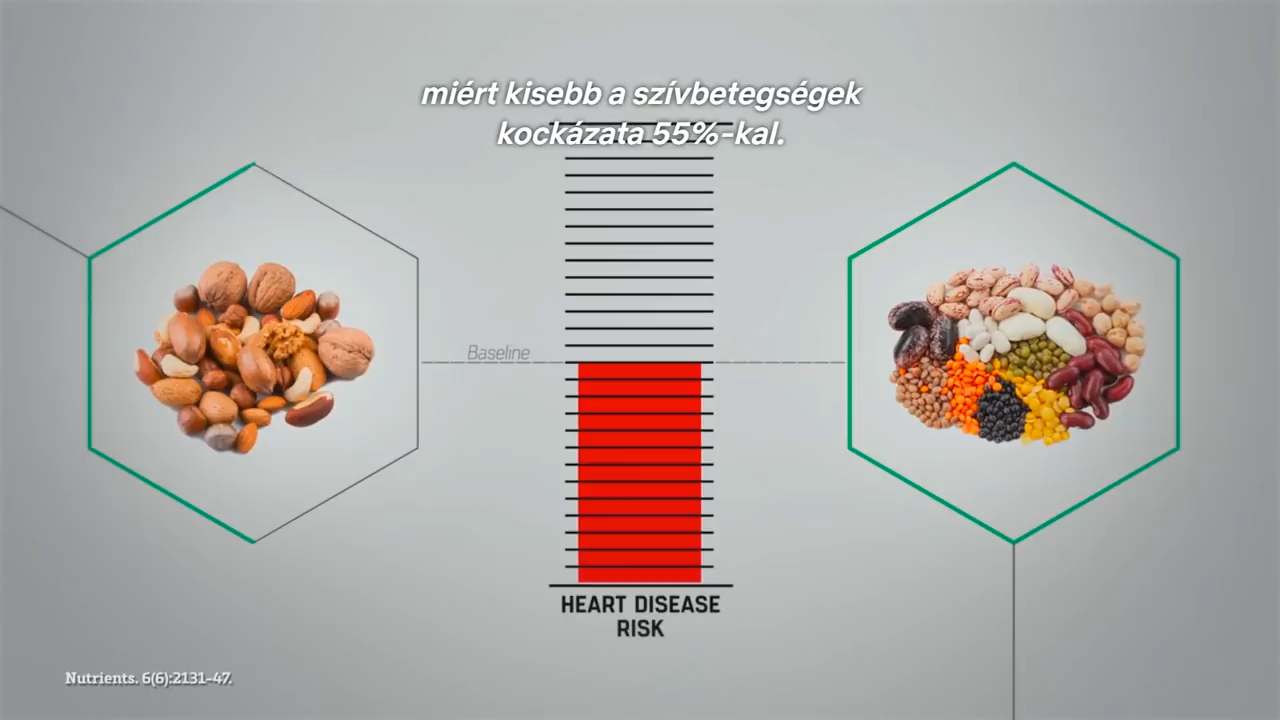 miért kisebb a szívbetegségek
kockázata 55%-kal.
Baseline
HEART DISEASE
RISK
Nutrients. 6(6):2131-47.